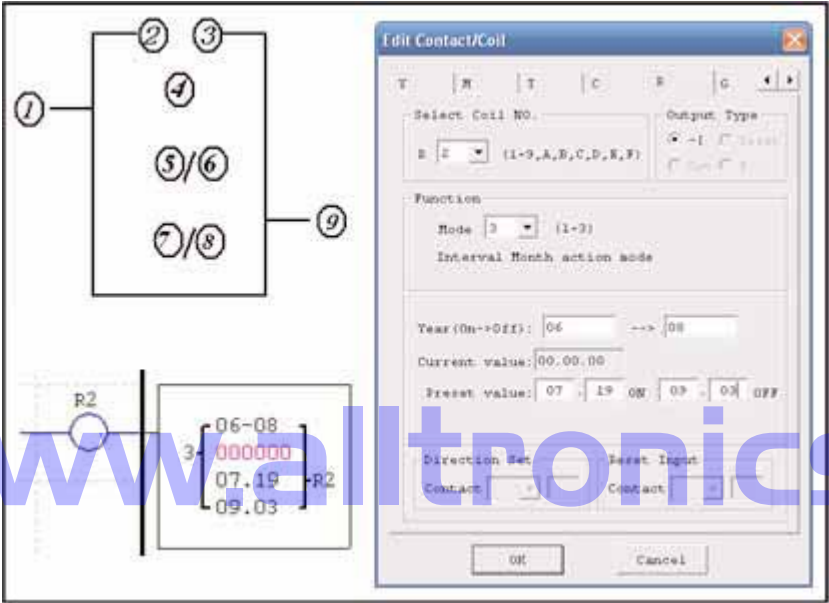 ② ③
④
①
⑤/⑥
⑦/⑧
⑨
R2
06-08
3 000000
07.19 R2
09.03
Edit Contact/Coil
T M T C R G
Select Coil NO. Output Type
R 2 (1-9,A,B,C,D,E,F)
Function
Mode 3 (1-3)
Interval Month action mode
Year(On->Off): 06 --> 08
Current value: 00.00.00
Preset value: 07 . 19 ON 09 . 03 OFF
Direction Set Reset Input
Contact Contact
OK Cancel
www.alltronics